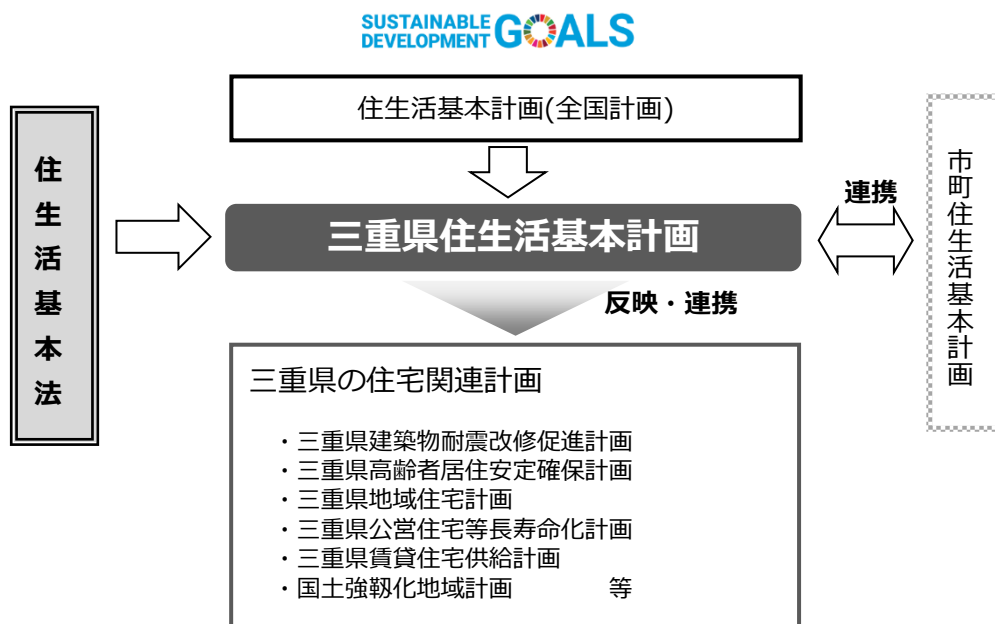 SUSTAINABLE
DEVELOPMENT GOALS
住生活基本計画(全国計画)
住生活基本法
三重県住生活基本計画
連携
市町住生活基本計画
反映・連携
三重県の住宅関連計画
・三重県建築物耐震改修促進計画
・三重県高齢者居住安定確保計画
・三重県地域住宅計画
・三重県公営住宅等長寿命化計画
・三重県賃貸住宅供給計画
・国土強靱化地域計画 等